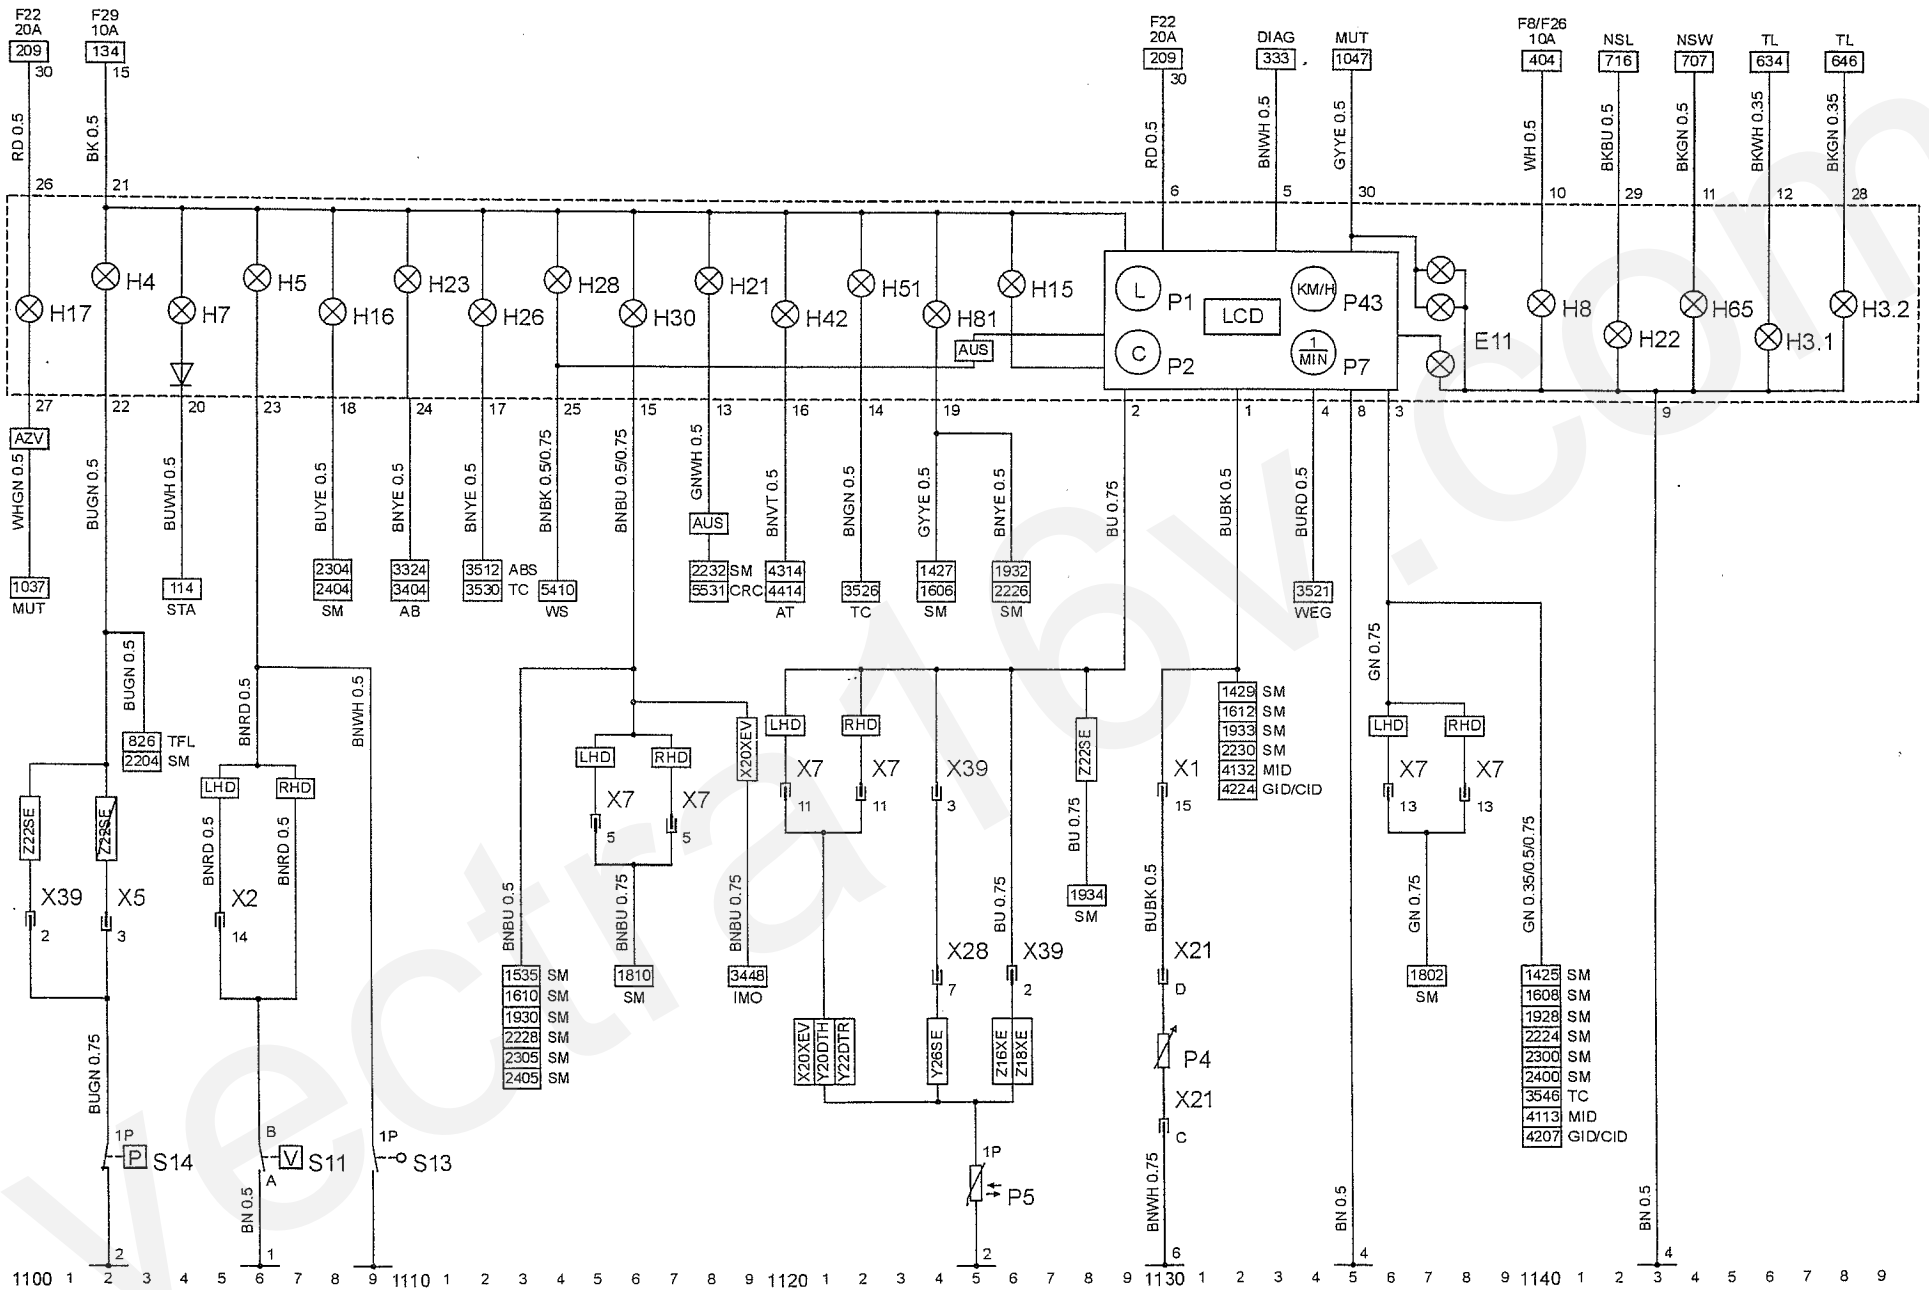 F22
20A
209
30
F29
10A
134
15
F22
20A
209
30
DIAG
333
MUT
1047
F8/F26
10A
404
NSL
716
NSW
707
TL
634
TL
646
RD 0.5
BK 0.5
RD 0.5
BNWH 0.5
GYYE 0.5
WH 0.5
BKBU 0.5
BKGN 0.5
BKWH 0.35
BKGN 0.35
26
21
6
5
30
10
29
11
12
28
H17
H4
H7
H5
H16
H23
H26
H28
H30
H21
H42
H51
H81
H15
AUS
L
P1
C
P2
LCD
KM/H
P43
1
MIN
P7
E11
H8
H22
H65
H3.1
H3.2
27
22
20
23
18
24
17
25
15
13
16
14
19
2
1
4
8
3
9
AZV
WHGN 0.5
BUGN 0.5
BUWH 0.5
BUYE 0.5
BNYE 0.5
BNYE 0.5
BNBK 0.5/0.75
BNBU 0.5/0.75
GNWH 0.5
AUS
BNVT 0.5
BNGN 0.5
GYYE 0.5
BNYE 0.5
BU 0.75
BUBK 0.5
BURD 0.5
1037
MUT
114
STA
2304
2404
SM
3324
3404
AB
3512 ABS
3530 TC
5410
WS
2232 SM
5531 CRC
4314
4414
AT
3526
TC
1427
1606
SM
1932
2226
SM
3521
WEG
BUGN 0.5
826 TFL
2204 SM
BNRD 0.5
BNWH 0.5
GN 0.75
1429 SM
1612 SM
1933 SM
2230 SM
4132 MID
4224 GID/CID
LHD
RHD
LHD
RHD
X20XEV
LHD
RHD
Z22SE
LHD
RHD
Z22SE
Z22SE
X7
5
X7
5
X7
11
X7
11
X39
3
X1
15
X7
13
X7
13
BNRD 0.5
BNRD 0.5
BU 0.75
1934
SM
X39
2
X5
3
X2
14
BNBU 0.5
BNBU 0.75
BNBU 0.75
BU 0.75
BUBK 0.5
GN 0.75
GN 0.35/0.5/0.75
1535 SM
1610 SM
1930 SM
2228 SM
2305 SM
2405 SM
1810
SM
3448
IMO
X28
7
X39
2
X21
D
1802
SM
1425 SM
1608 SM
1928 SM
2224 SM
2300 SM
2400 SM
3546 TC
4113 MID
4207 GID/CID
X20XEV
Y20DTH
Y22DTR
Y26SE
Z16XE
Z18XE
P4
X21
C
BUGN 0.75
1P
P
S14
B
V
S11
A
BN 0.5
1P
S13
1P
P5
BNWH 0.75
BN 0.5
BN 0.5
2
1
2
6
4
4
1100 1 2 3 4 5 6 7 8 9 1110 1 2 3 4 5 6 7 8 9 1120 1 2 3 4 5 6 7 8 9 1130 1 2 3 4 5 6 7 8 9 1140 1 2 3 4 5 6 7 8 9
vectra16v.com